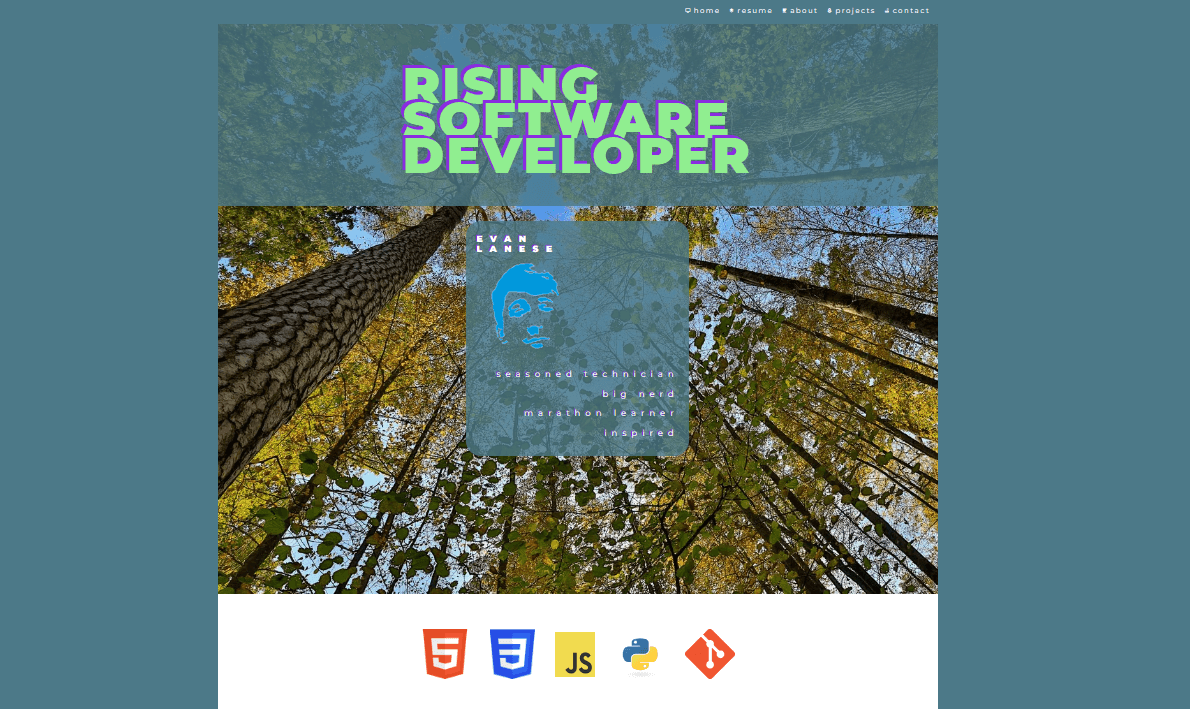 home resume about projects contact
RISING
SOFTWARE
DEVELOPER
EVAN
LANESE
seasoned technician
big nerd
marathon learner
inspired
5 3 JS